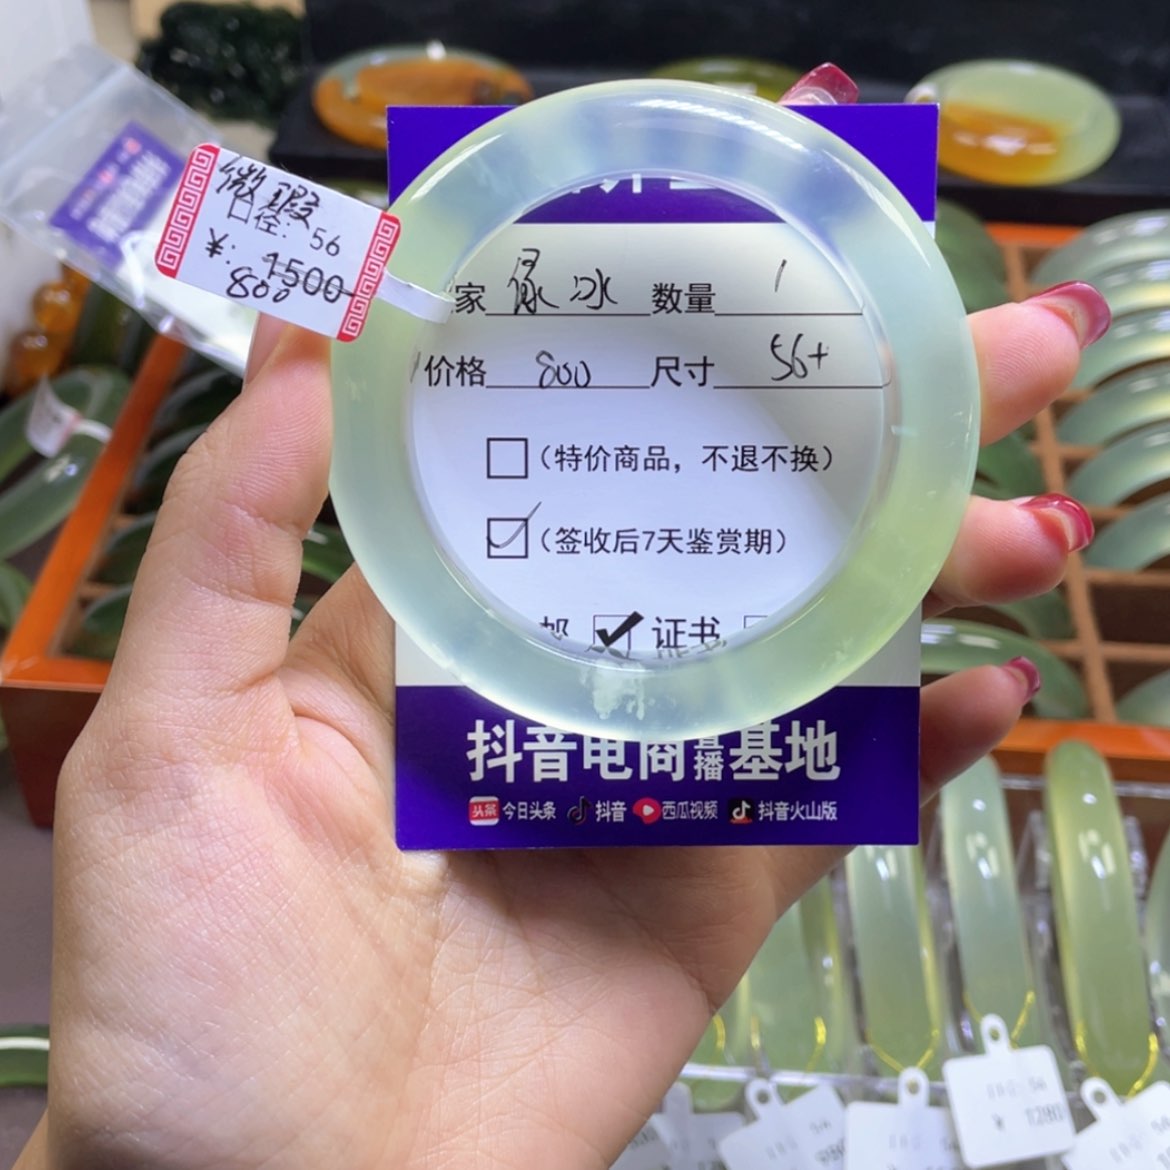 微瑕
口径：56
¥：1500
800
家 绿冰 数量 1
价格 800 尺寸 56+
（特价商品，不退不换）
（签收后7天鉴赏期）
邮 证书
抖音电商直播基地
头条 今日头条 抖音 西瓜视频 抖音火山版
56
¥ 1280